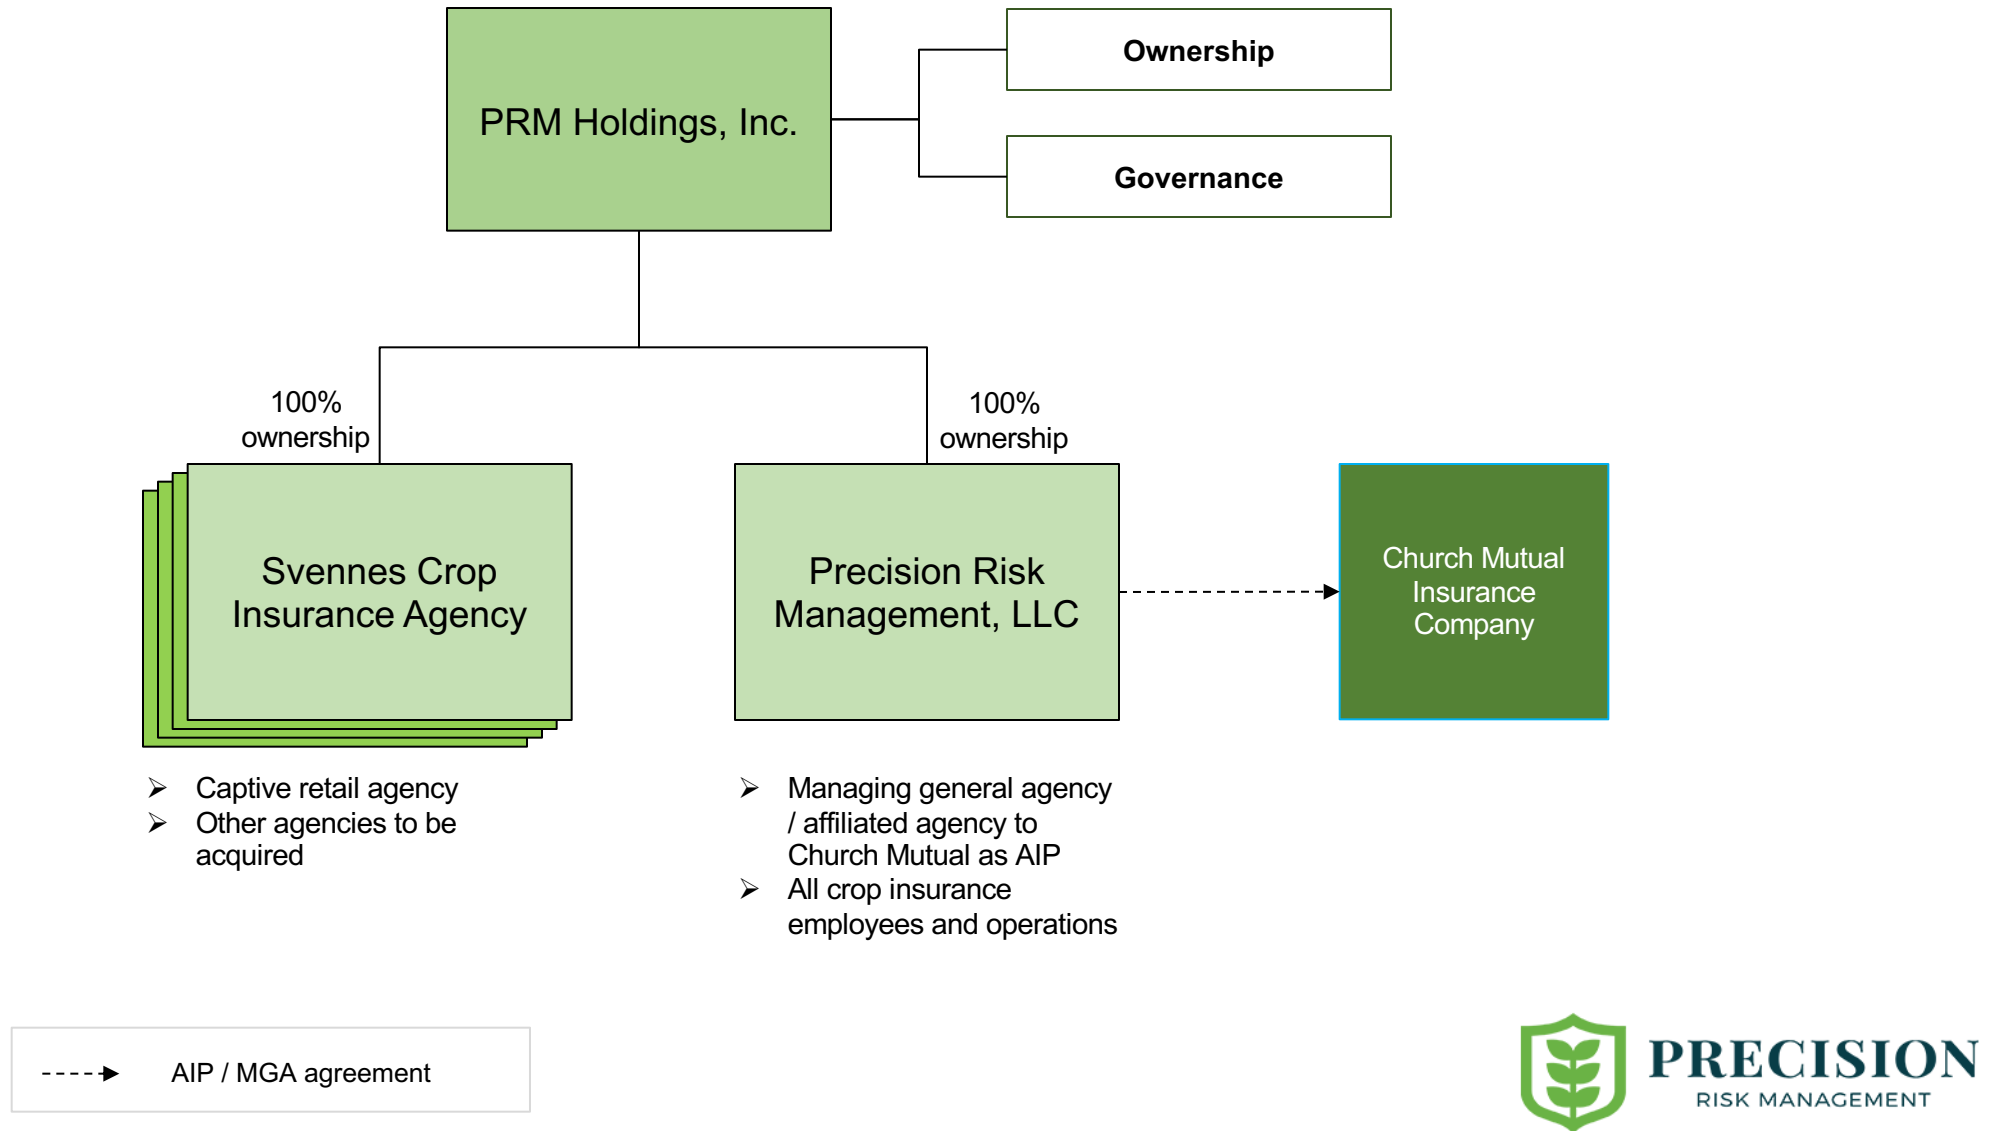 PRM Holdings, Inc.
Ownership
Governance
100%
ownership
100%
ownership
Svennes Crop
Insurance Agency
Precision Risk
Management, LLC
Church Mutual
Insurance
Company
➢ Captive retail agency
➢ Other agencies to be
acquired
➢ Managing general agency
/ affiliated agency to
Church Mutual as AIP
➢ All crop insurance
employees and operations
AIP / MGA agreement
PRECISION
RISK MANAGEMENT